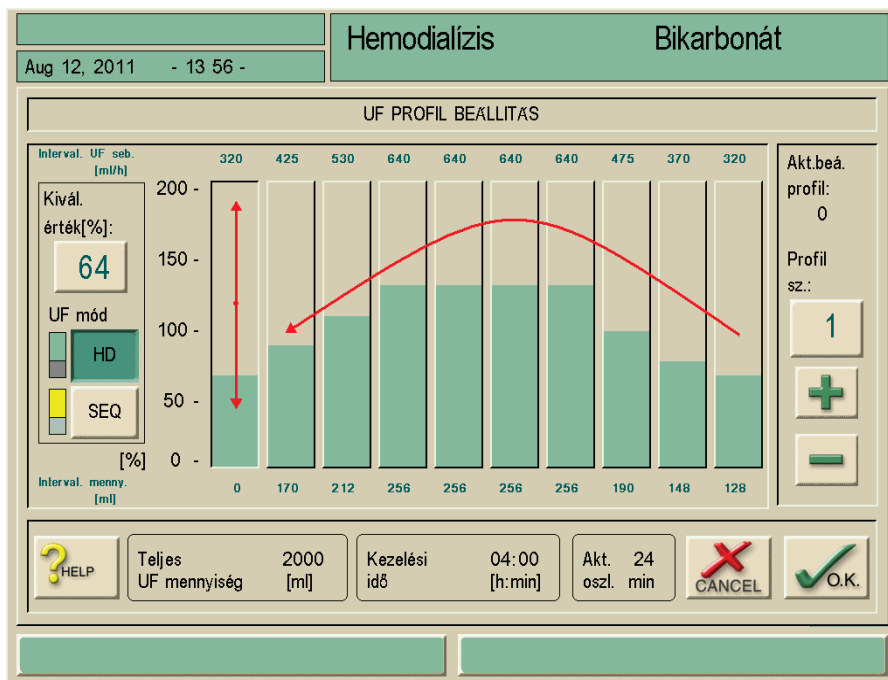 Hemodialízis Bikarbonát
Aug 12, 2011 - 13 56 -
UF PROFIL BEÁLLITÁS
Interval. UF seb.
[ml/h]
320 425 530 640 640 640 640 475 370 320
Kivál.
érték[%]:
64
UF mód
HD
SEQ
200 -
150 -
100 -
50 -
[%] 0 -
Interval. menny.
[ml]
0 170 212 256 256 256 256 190 148 128
Akt.beá.
profil:
0
Profil
sz.:
1
HELP
Teljes 2000
UF mennyiség [ml]
Kezelési 04:00
idő [h:min]
Akt. 24
oszl. min
CANCEL
O.K.